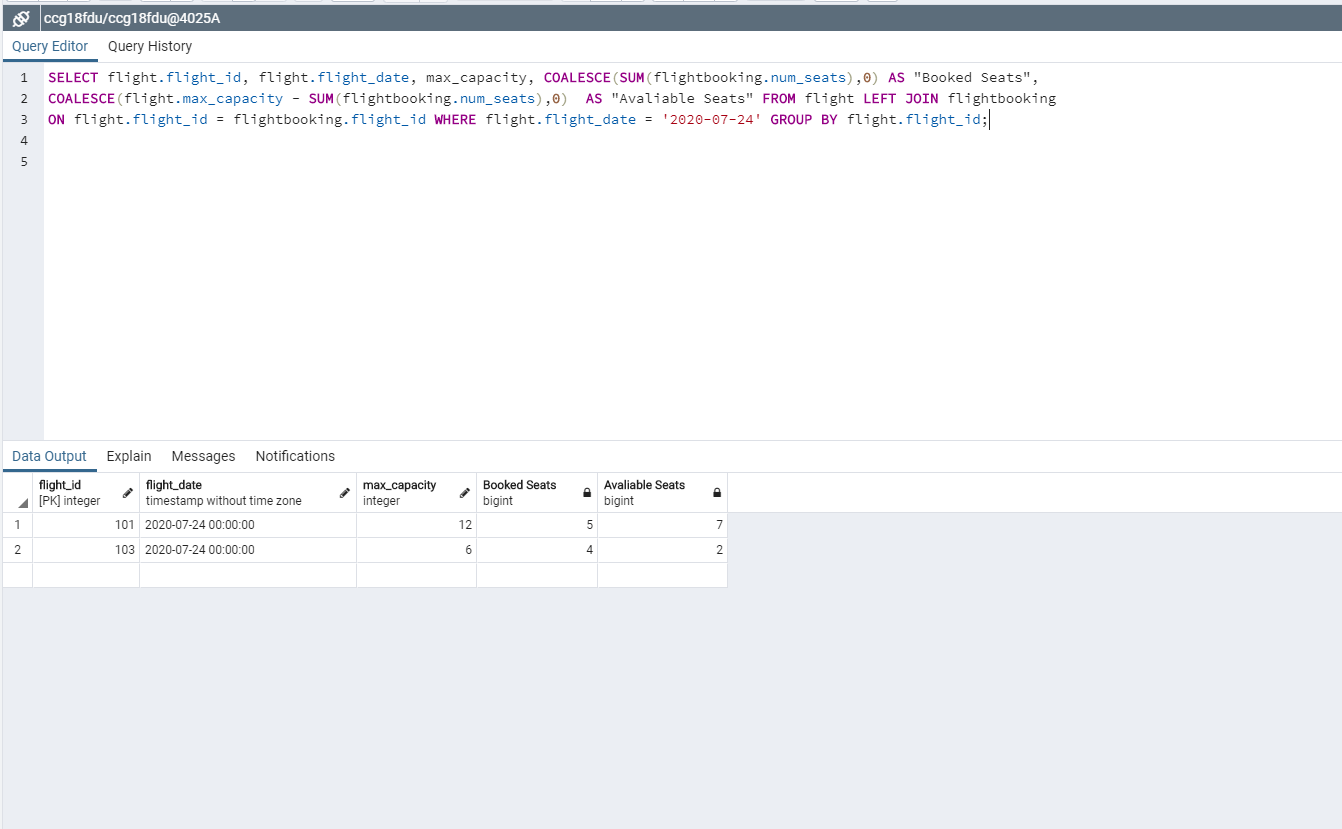 ccg18fdu/ccg18fdu@4025A
Query Editor Query History
1 SELECT flight.flight_id, flight.flight_date, max_capacity, COALESCE(SUM(flightbooking.num_seats),0) AS "Booked Seats",
2 COALESCE(flight.max_capacity - SUM(flightbooking.num_seats),0)  AS "Avaliable Seats" FROM flight LEFT JOIN flightbooking
3 ON flight.flight_id = flightbooking.flight_id WHERE flight.flight_date = '2020-07-24' GROUP BY flight.flight_id;
4
5
Data Output Explain Messages Notifications
flight_id flight_date max_capacity Booked Seats Avaliable Seats
[PK] integer timestamp without time zone integer bigint bigint
1 101 2020-07-24 00:00:00 12 5 7
2 103 2020-07-24 00:00:00 6 4 2